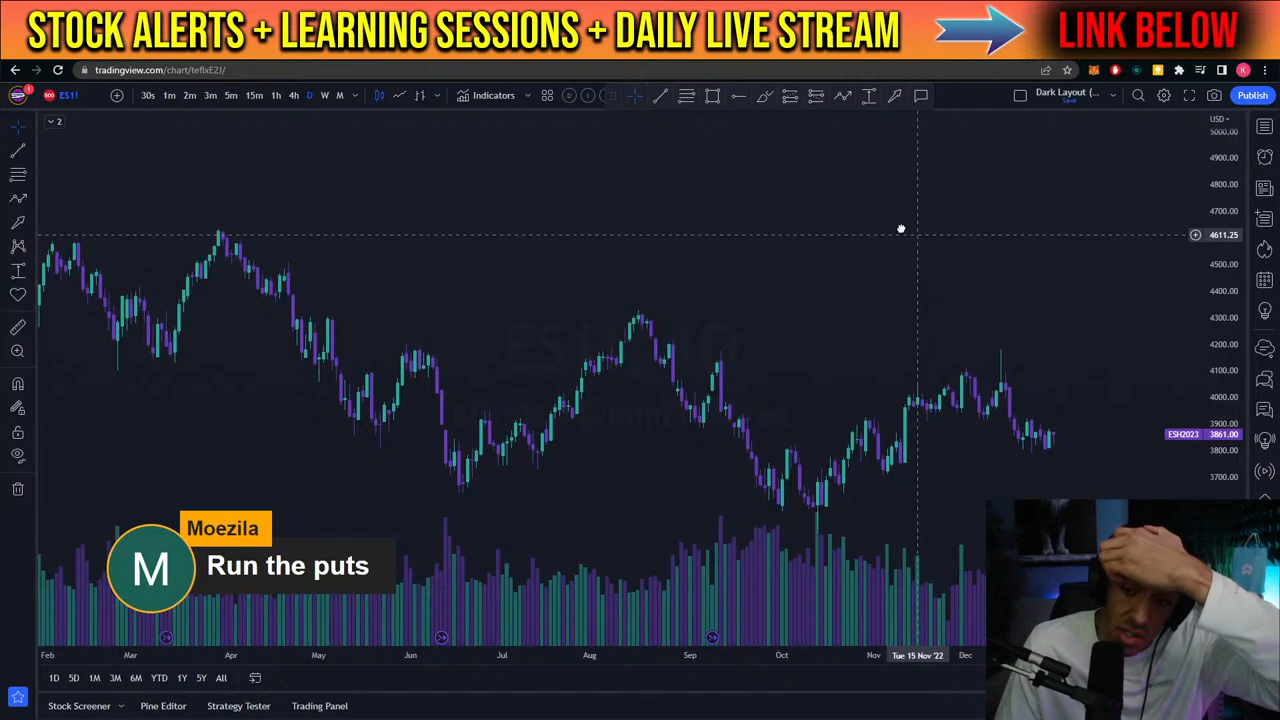 STOCK ALERTS + LEARNING SESSIONS + DAILY LIVE STREAM LINK BELOW
tradingview.com/chart/teflxE2J/ K
1 ES1! 30s 1m 2m 3m 5m 15m 1h 4h D W M Indicators Dark Layout (... Save Publish
2
USD
5000.00
4900.00
4800.00
4700.00
4611.25
4500.00
4400.00
4300.00
4200.00
4100.00
4000.00
3900.00
ESH2023 3861.00
3800.00
3700.00
Moezila
M Run the puts
Feb Mar Apr May Jun Jul Aug Sep Oct Nov Tue 15 Nov '22 Dec
1D 5D 1M 3M 6M YTD 1Y 5Y All
Stock Screener Pine Editor Strategy Tester Trading Panel